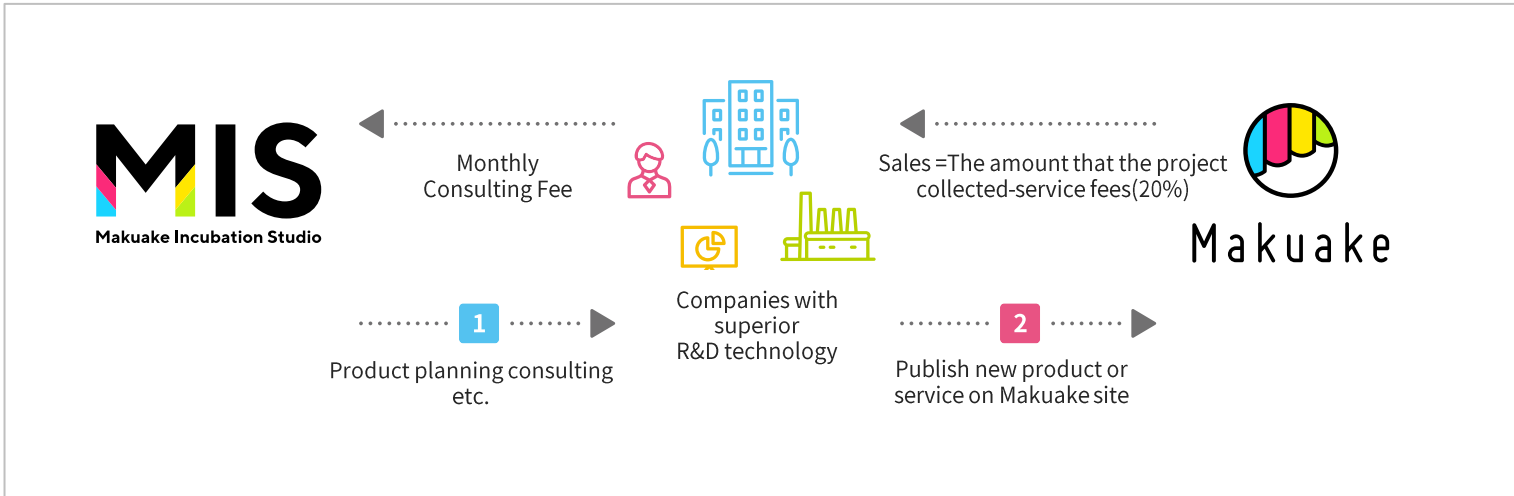 MIS
Makuake Incubation Studio
Monthly
Consulting Fee
Sales =The amount that the project
collected-service fees(20%)
Makuake
1
Product planning consulting
etc.
Companies with
superior
R&D technology
2
Publish new product or
service on Makuake site